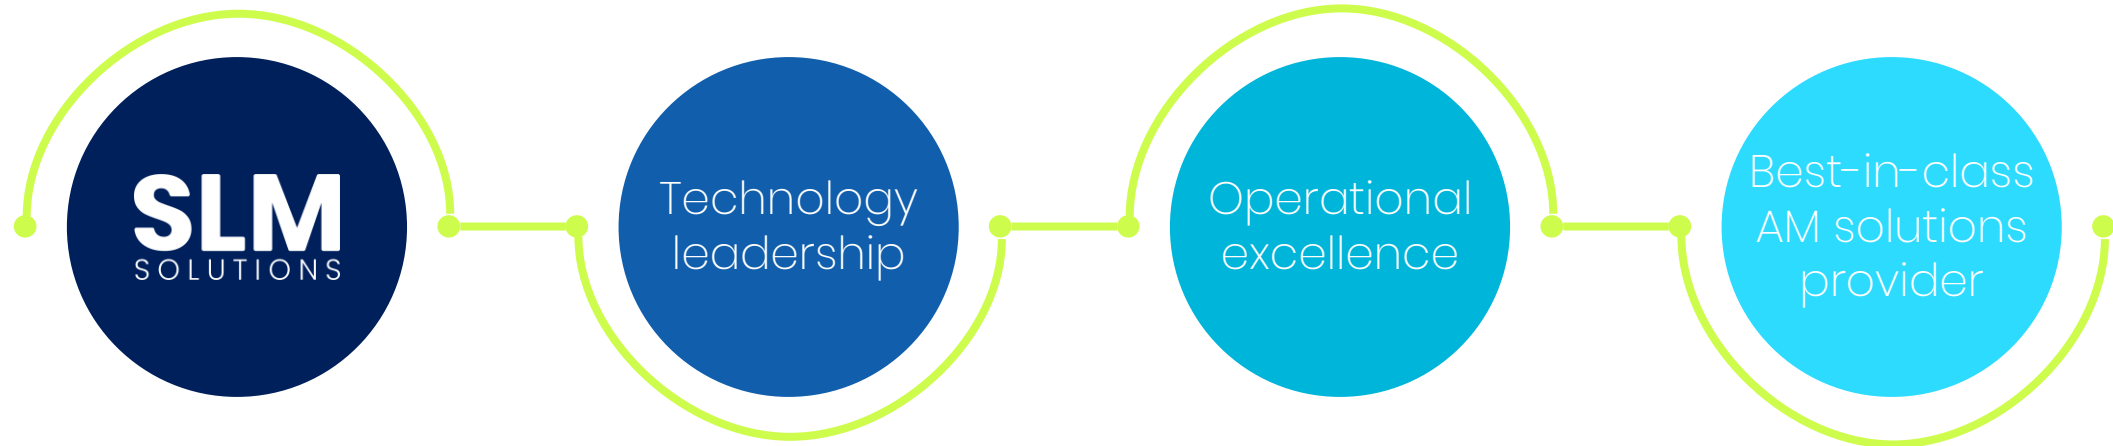 SLM
SOLUTIONS
Technology
leadership
Operational
excellence
Best-in-class
AM solutions
provider